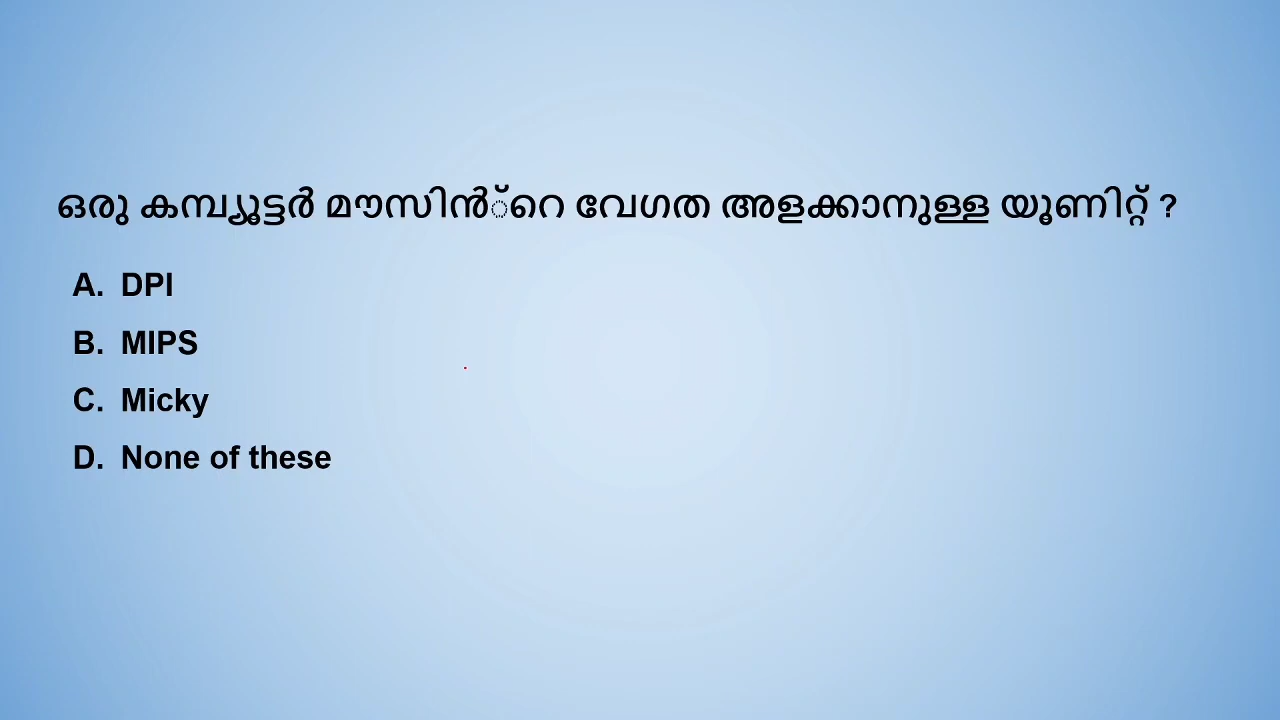 ഒരു കമ്പ്യൂട്ടർ മൗസിൻ്റെ വേഗത അളക്കാനുള്ള യൂണിറ്റ് ?
A. DPI
B. MIPS
C. Micky
D. None of these